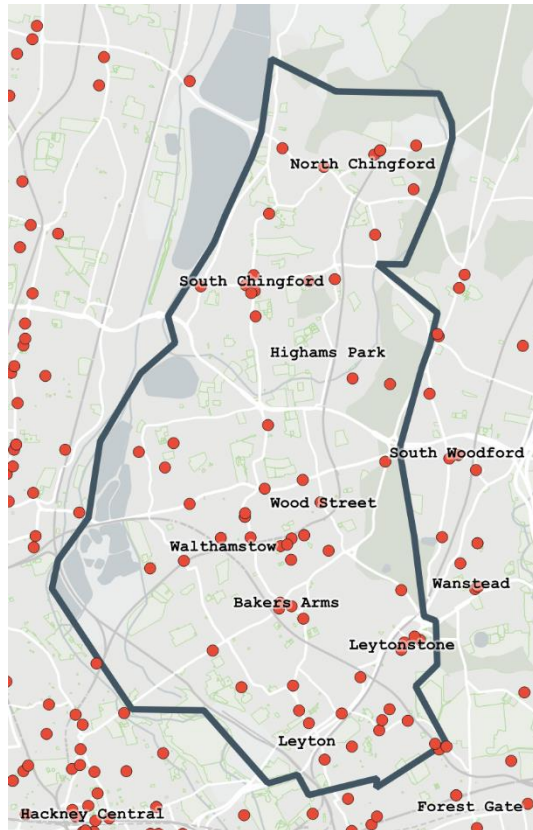 North Chingford
South Chingford
Highams Park
South Woodford
Wood Street
Walthamstow
Wanstead
Bakers Arms
Leytonstone
Leyton
Forest Gate
Hackney Central